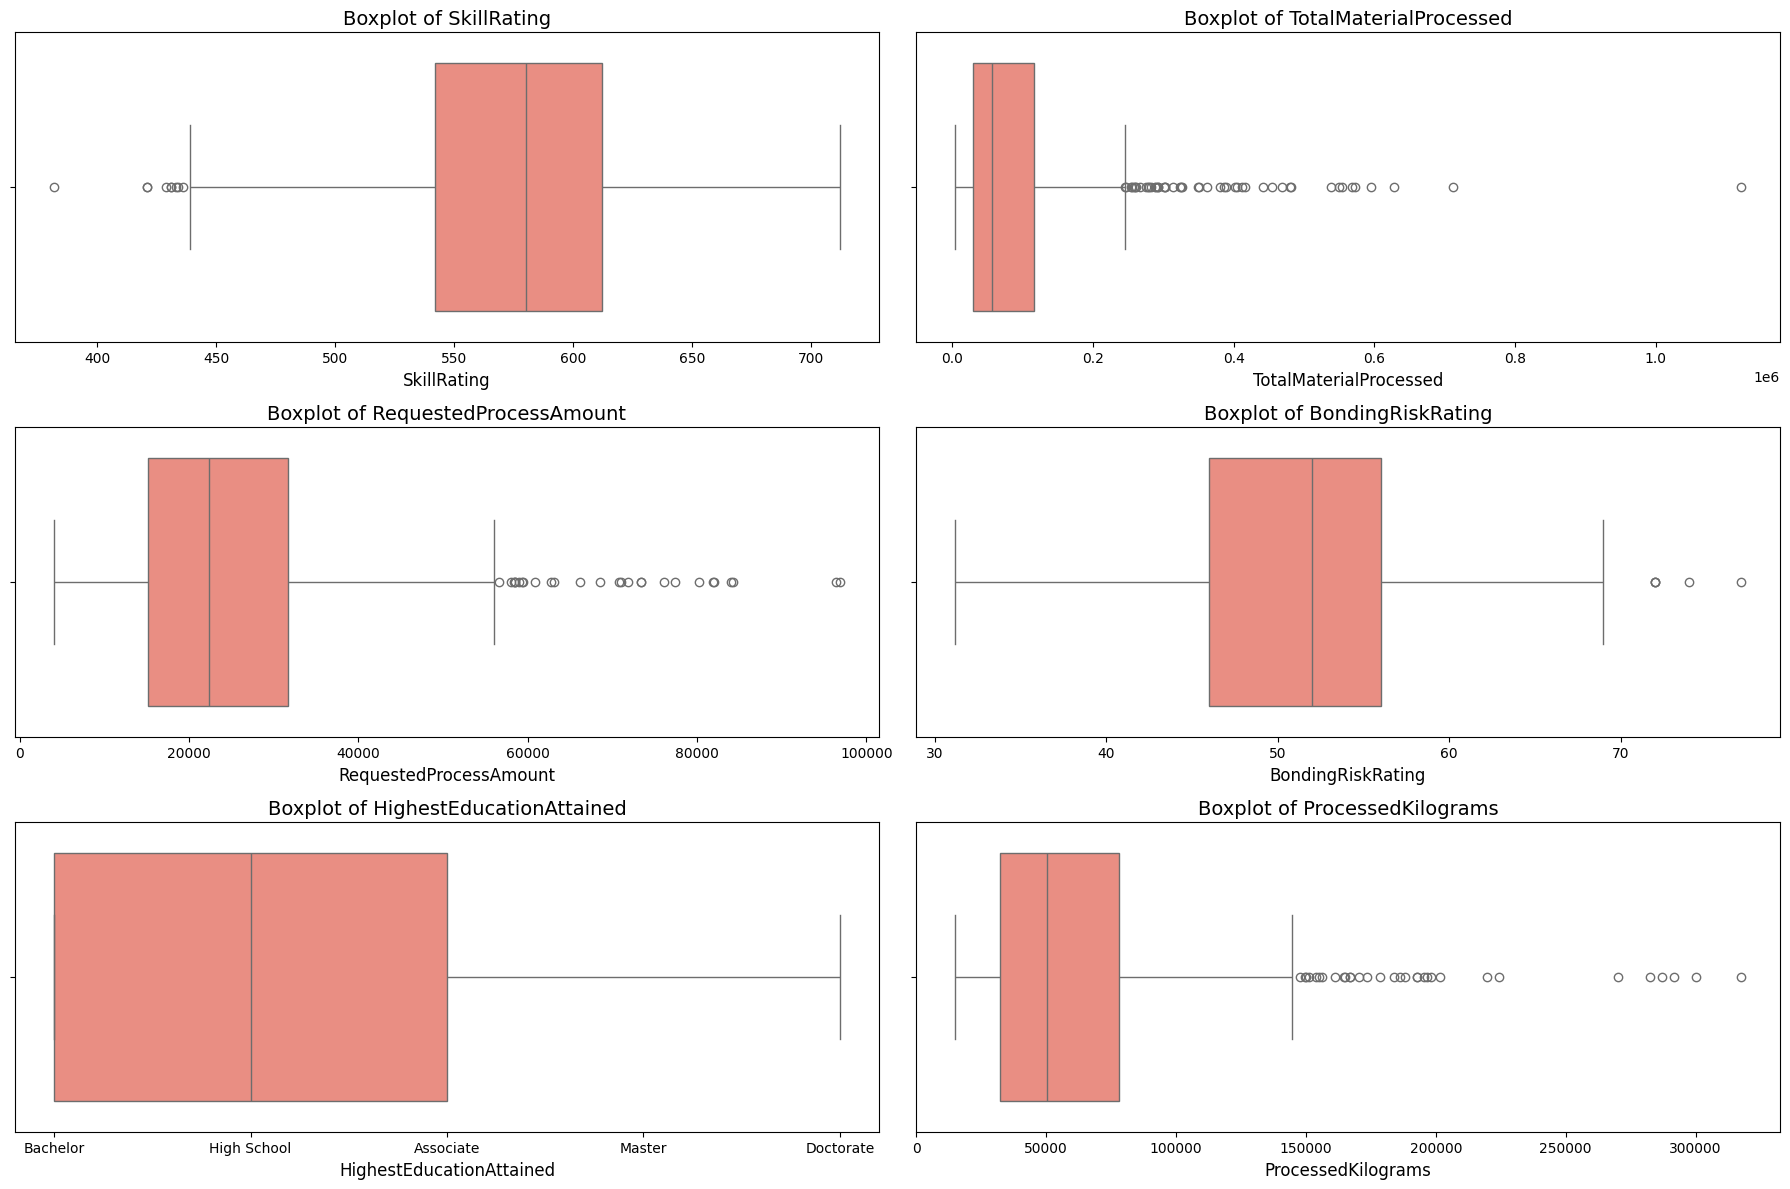 Boxplot of SkillRating
400 450 500 550 600 650 700
SkillRating
Boxplot of TotalMaterialProcessed
0.0 0.2 0.4 0.6 0.8 1.0
1e6
TotalMaterialProcessed
Boxplot of RequestedProcessAmount
0 20000 40000 60000 80000 100000
RequestedProcessAmount
Boxplot of BondingRiskRating
30 40 50 60 70
BondingRiskRating
Boxplot of HighestEducationAttained
Bachelor High School Associate Master Doctorate
HighestEducationAttained
Boxplot of ProcessedKilograms
0 50000 100000 150000 200000 250000 300000
ProcessedKilograms